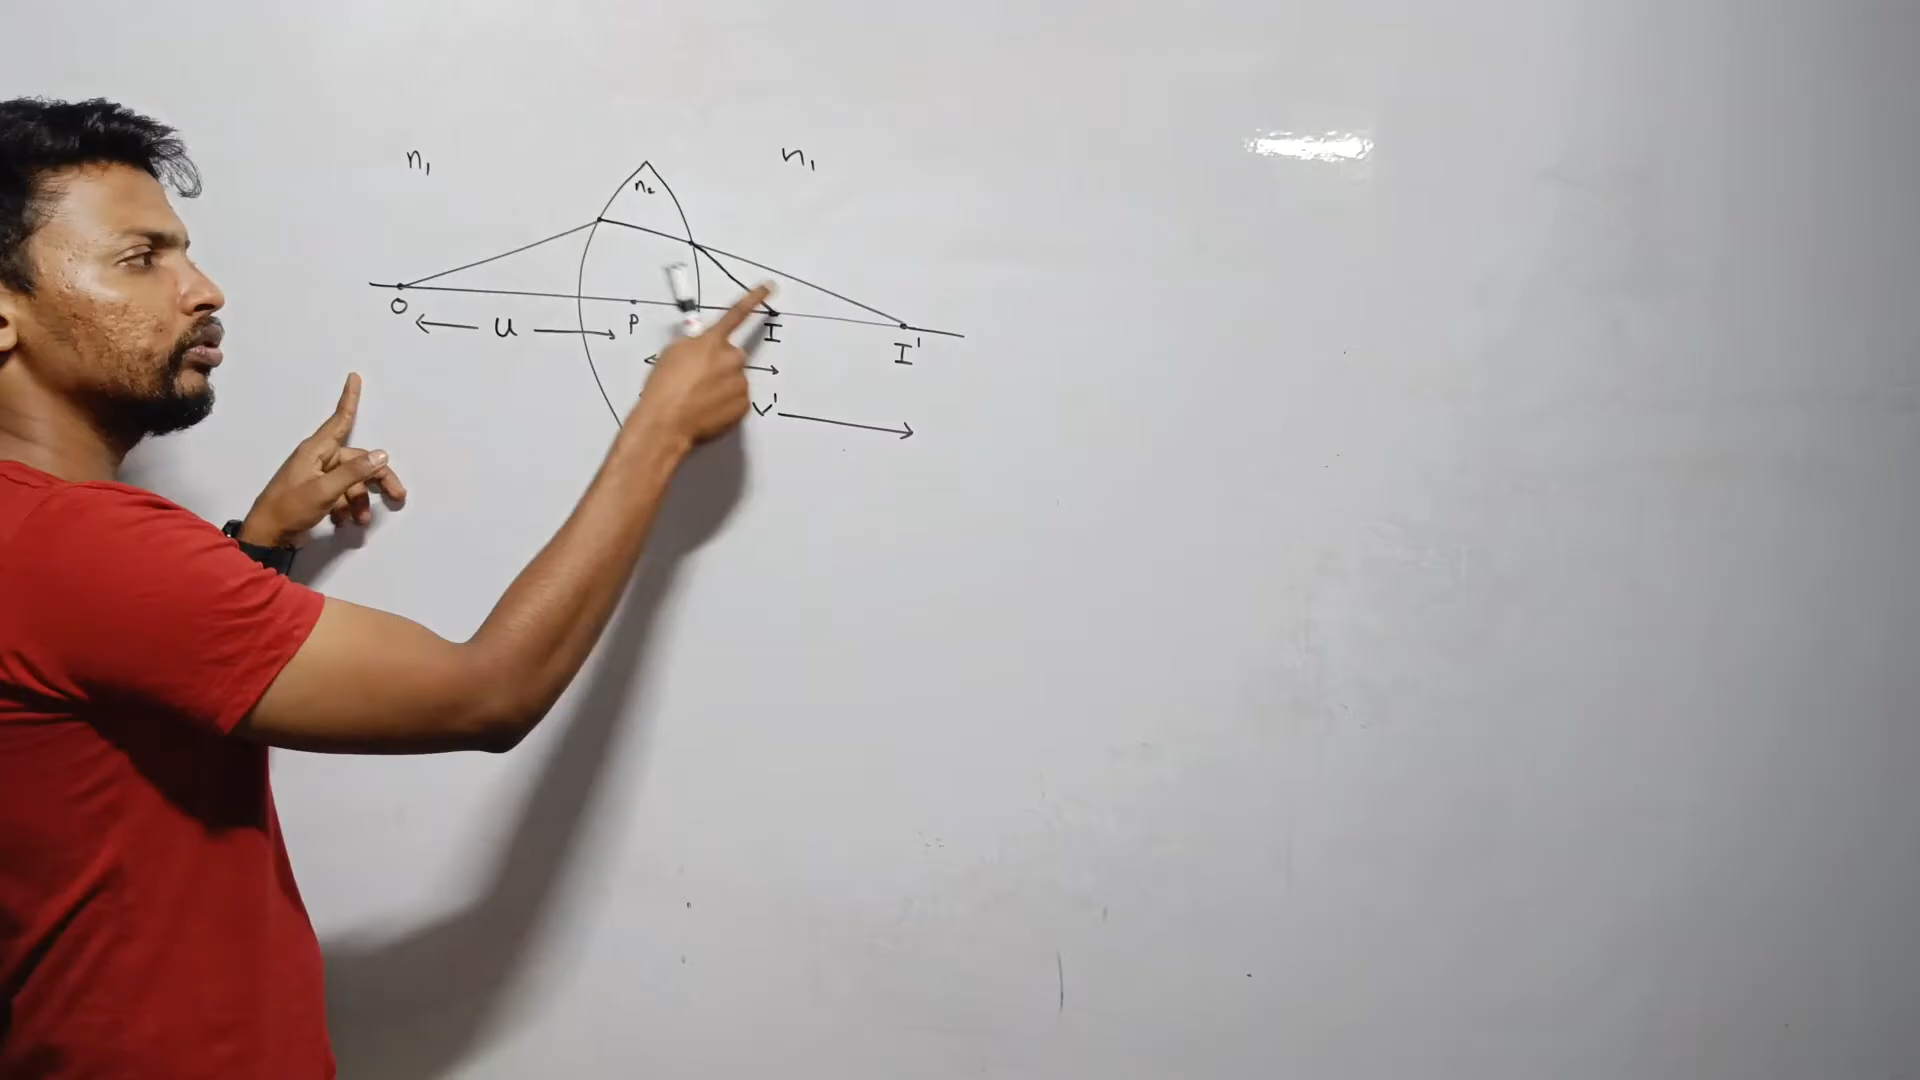 n₁ n₁
n₂
O U P I I'
V'